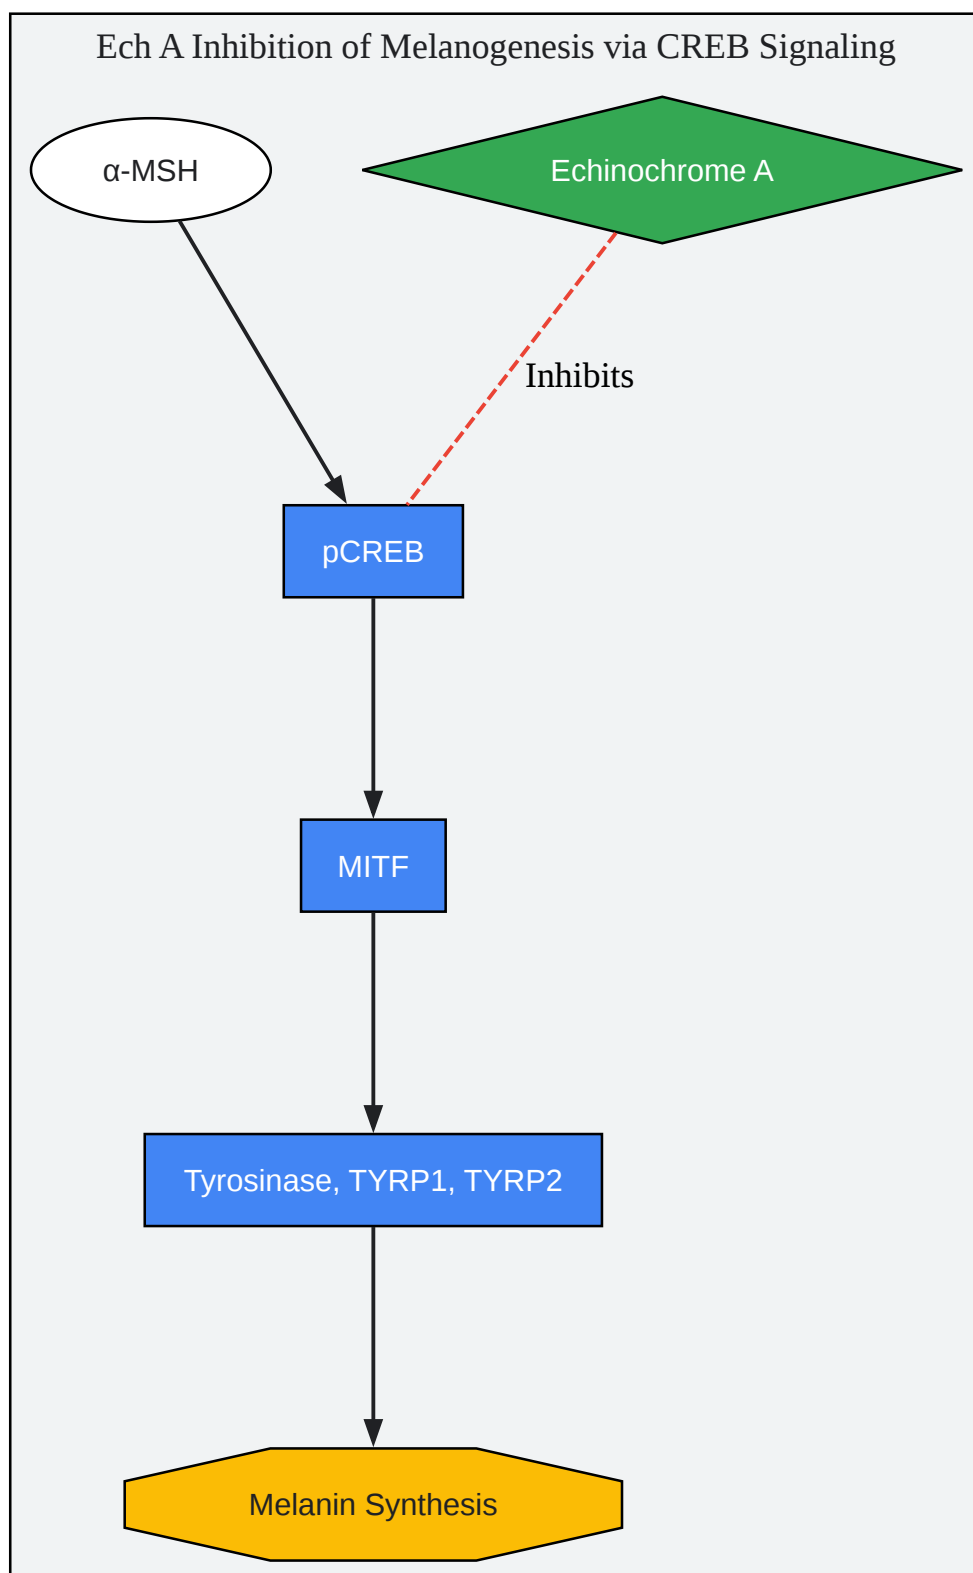 Ech A Inhibition of Melanogenesis via CREB Signaling
α-MSH
Echinochrome A
Inhibits
pCREB
MITF
Tyrosinase, TYRP1, TYRP2
Melanin Synthesis